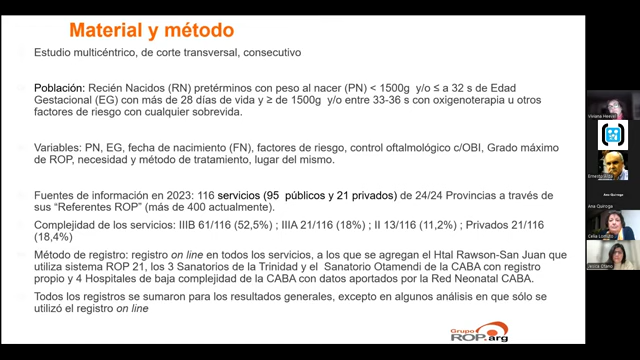 Material y método
Estudio multicéntrico, de corte transversal, consecutivo
Población: Recién Nacidos (RN) pretérminos con peso al nacer (PN) < 1500g y/o ≤ a 32 s de Edad
Gestacional (EG) con más de 28 días de vida y ≥ de 1500g y/o entre 33-36 s con oxigenoterapia u otros
factores de riesgo con cualquier sobrevida.
Variables: PN, EG, fecha de nacimiento (FN), factores de riesgo, control oftalmológico c/OBI, Grado máximo
de ROP, necesidad y método de tratamiento, lugar del mismo.
Fuentes de información en 2023: 116 servicios (95 públicos y 21 privados) de 24/24 Provincias a través de
sus “Referentes ROP” (más de 400 actualmente).
Complejidad de los servicios: IIIB 61/116 (52,5%) ; IIIA 21/116 (18%) ; II 13/116 (11,2%) ; Privados 21/116
(18,4%)
Método de registro: registro on line en todos los servicios, a los que se agregan el Htal Rawson-San Juan que
utiliza sistema ROP 21, los 3 Sanatorios de la Trinidad y el Sanatorio Otamendi de la CABA con registro
propio y 4 Hospitales de baja complejidad de la CABA con datos aportados por la Red Neonatal CABA.
Todos los registros se sumaron para los resultados generales, excepto en algunos análisis en que sólo se
utilizó el registro on line
Grupo
ROP.arg
Ana Quiroga
Ana Quiroga